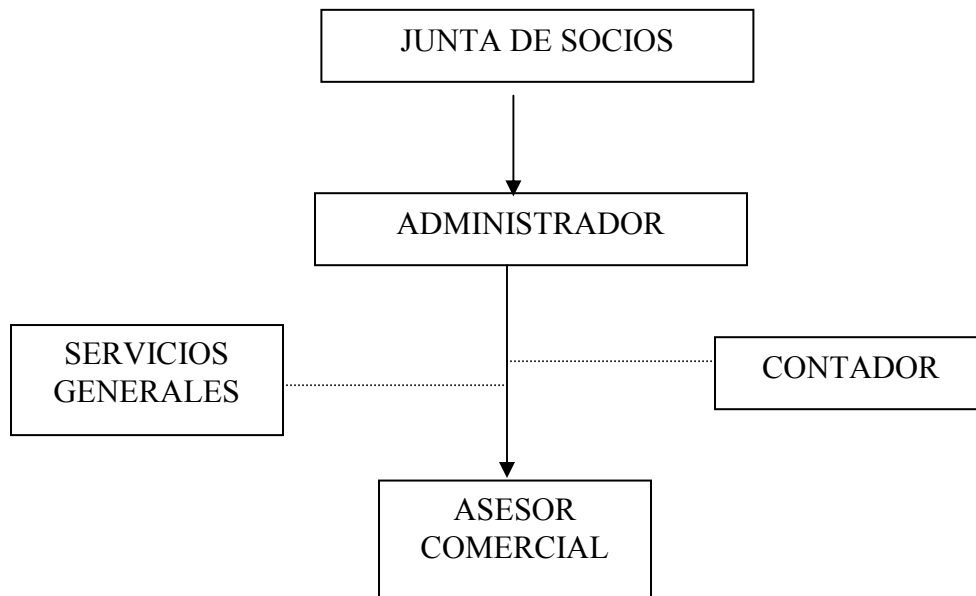 JUNTA DE SOCIOS
ADMINISTRADOR
SERVICIOS
GENERALES
CONTADOR
ASESOR
COMERCIAL